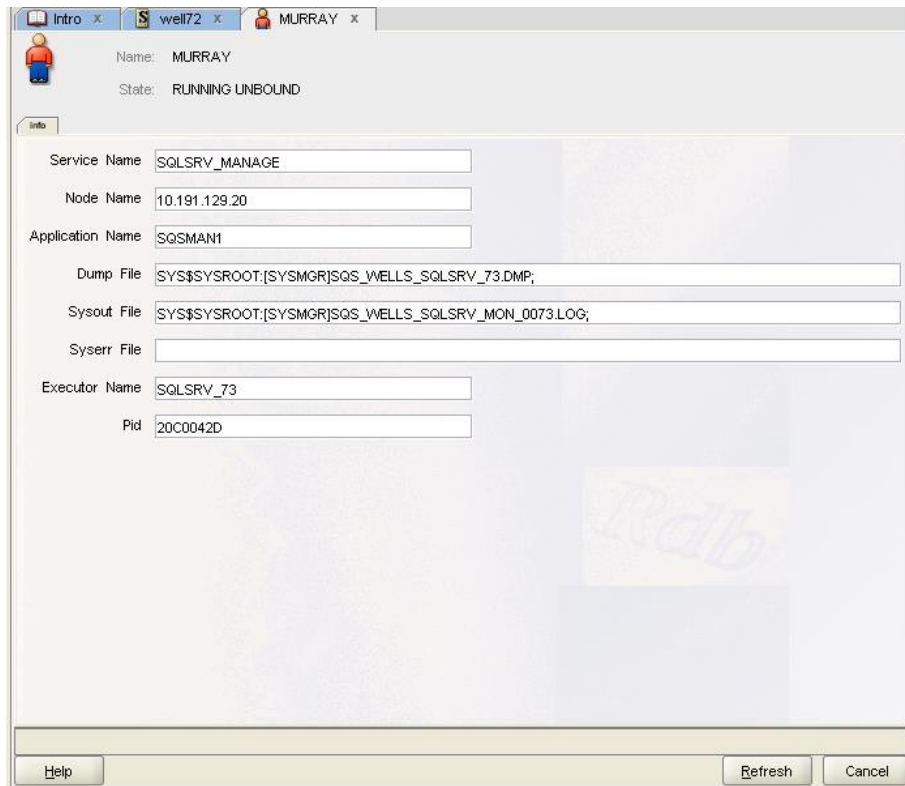 Intro x well72 x MURRAY x
Name: MURRAY
State: RUNNING UNBOUND
info
Service Name SQLSRV_MANAGE
Node Name 10.191.129.20
Application Name SQSMAN1
Dump File SYS$SYSROOT:[SYSMGR]SQS_WELLS_SQLSRV_73.DMP;
Sysout File SYS$SYSROOT:[SYSMGR]SQS_WELLS_SQLSRV_MON_0073.LOG;
Syserr File
Executor Name SQLSRV_73
Pid 20C0042D
Rdb
Help Refresh Cancel